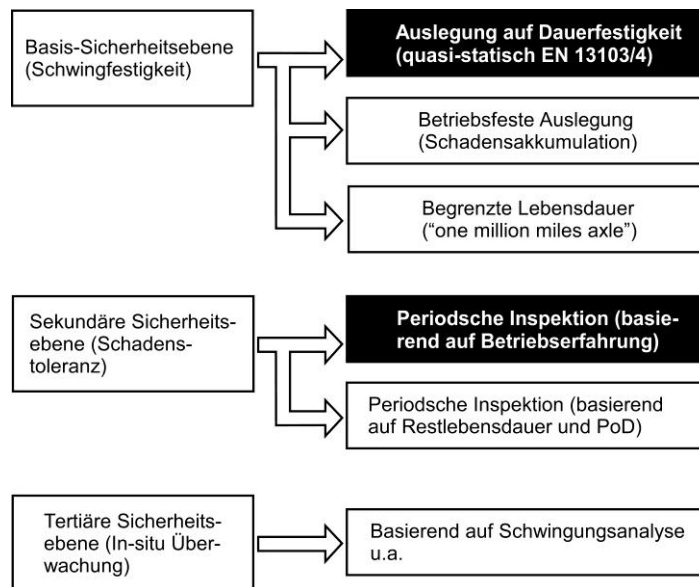 Basis-Sicherheitsebene
(Schwingfestigkeit)
Auslegung auf Dauerfestigkeit
(quasi-statisch EN 13103/4)
Betriebsfeste Auslegung
(Schadensakkumulation)
Begrenzte Lebensdauer
(“one million miles axle”)
Sekundäre Sicherheits-
ebene (Schadens-
toleranz)
Periodsche Inspektion (basie-
rend auf Betriebserfahrung)
Periodsche Inspektion (basierend
auf Restlebensdauer und PoD)
Tertiäre Sicherheits-
ebene (In-situ Über-
wachung)
Basierend auf Schwingungsanalyse
u.a.